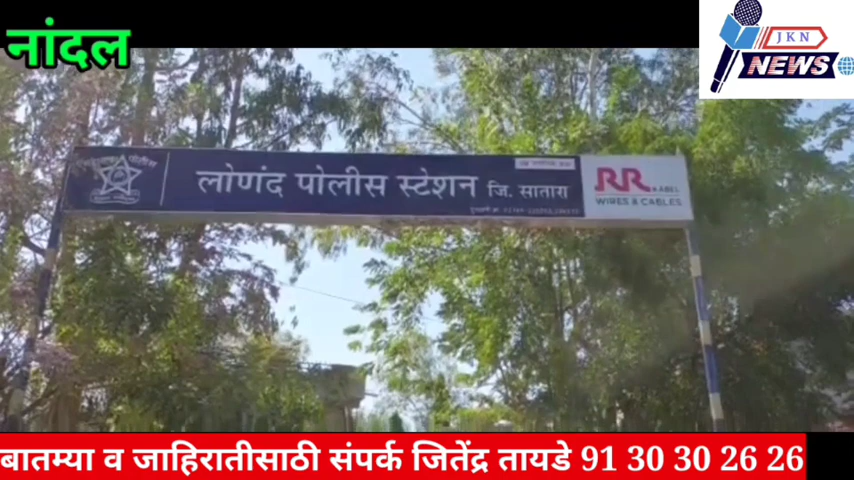 नांदल
JKN
NEWS
लोणंद पोलीस स्टेशन जि. सातारा
RR KABEL
WIRES & CABLES
बातम्या व जाहिरातीसाठी संपर्क जितेंद्र तायडे 91 30 30 26 26